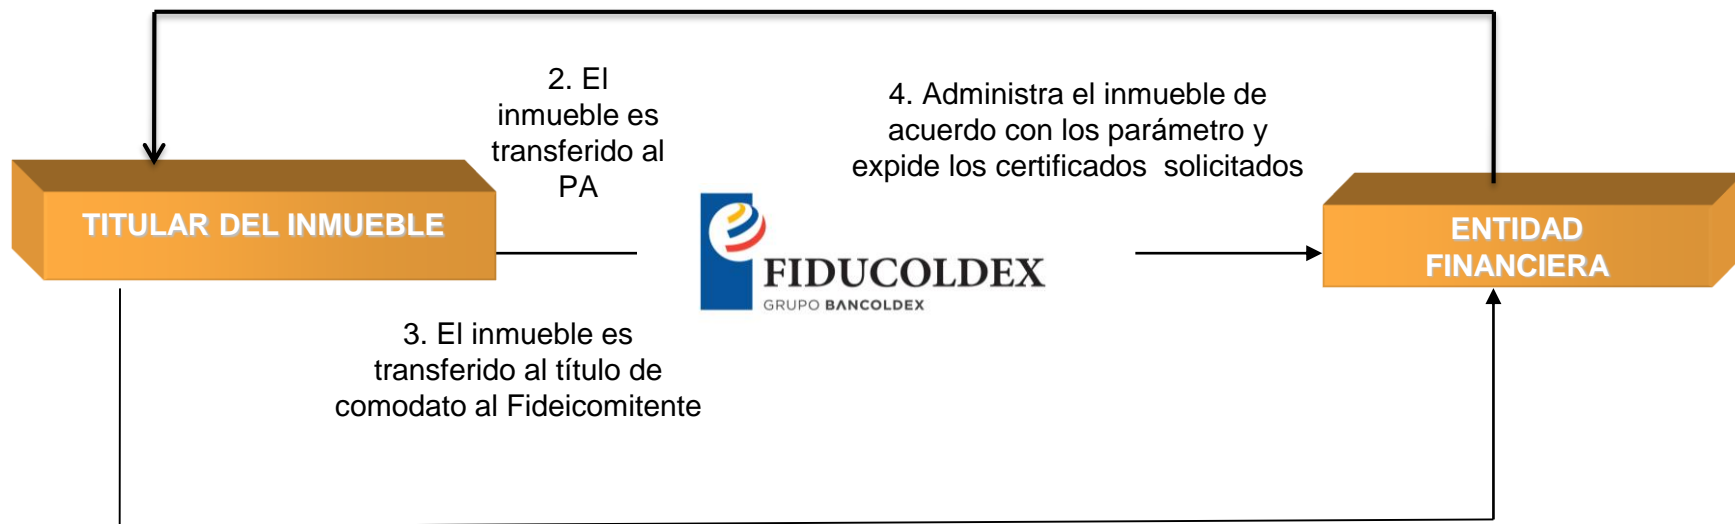 2. El
inmueble es
transferido al
PA
4. Administra el inmueble de
acuerdo con los parámetro y
expide los certificados solicitados
TITULAR DEL INMUEBLE
FIDUCOLDEX
GRUPO BANCOLDEX
ENTIDAD
FINANCIERA
3. El inmueble es
transferido al título de
comodato al Fideicomitente